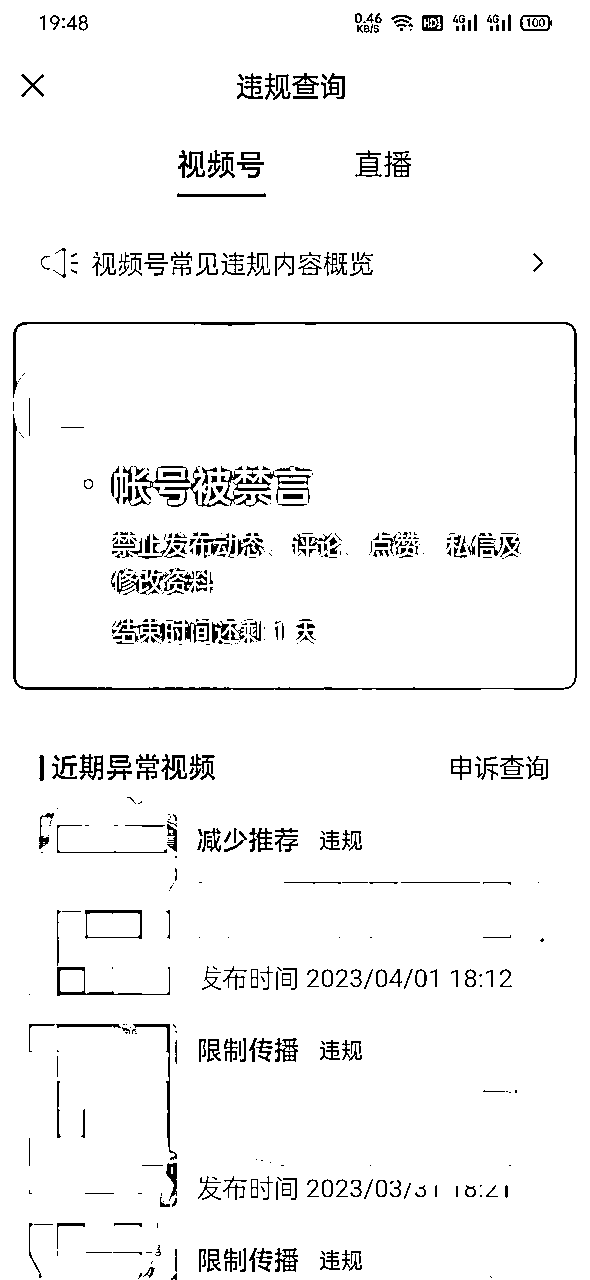 19:48
0.46 KB/S HD 4G 4G 100
违规查询
视频号 直播
视频号常见违规内容概览
帐号被禁言
禁止发布动态、评论、点赞、私信及
修改资料
结束时间还剩 1 天
近期异常视频 申诉查询
减少推荐 违规
发布时间 2023/04/01 18:12
限制传播 违规
发布时间 2023/03/31 18:21
限制传播 违规